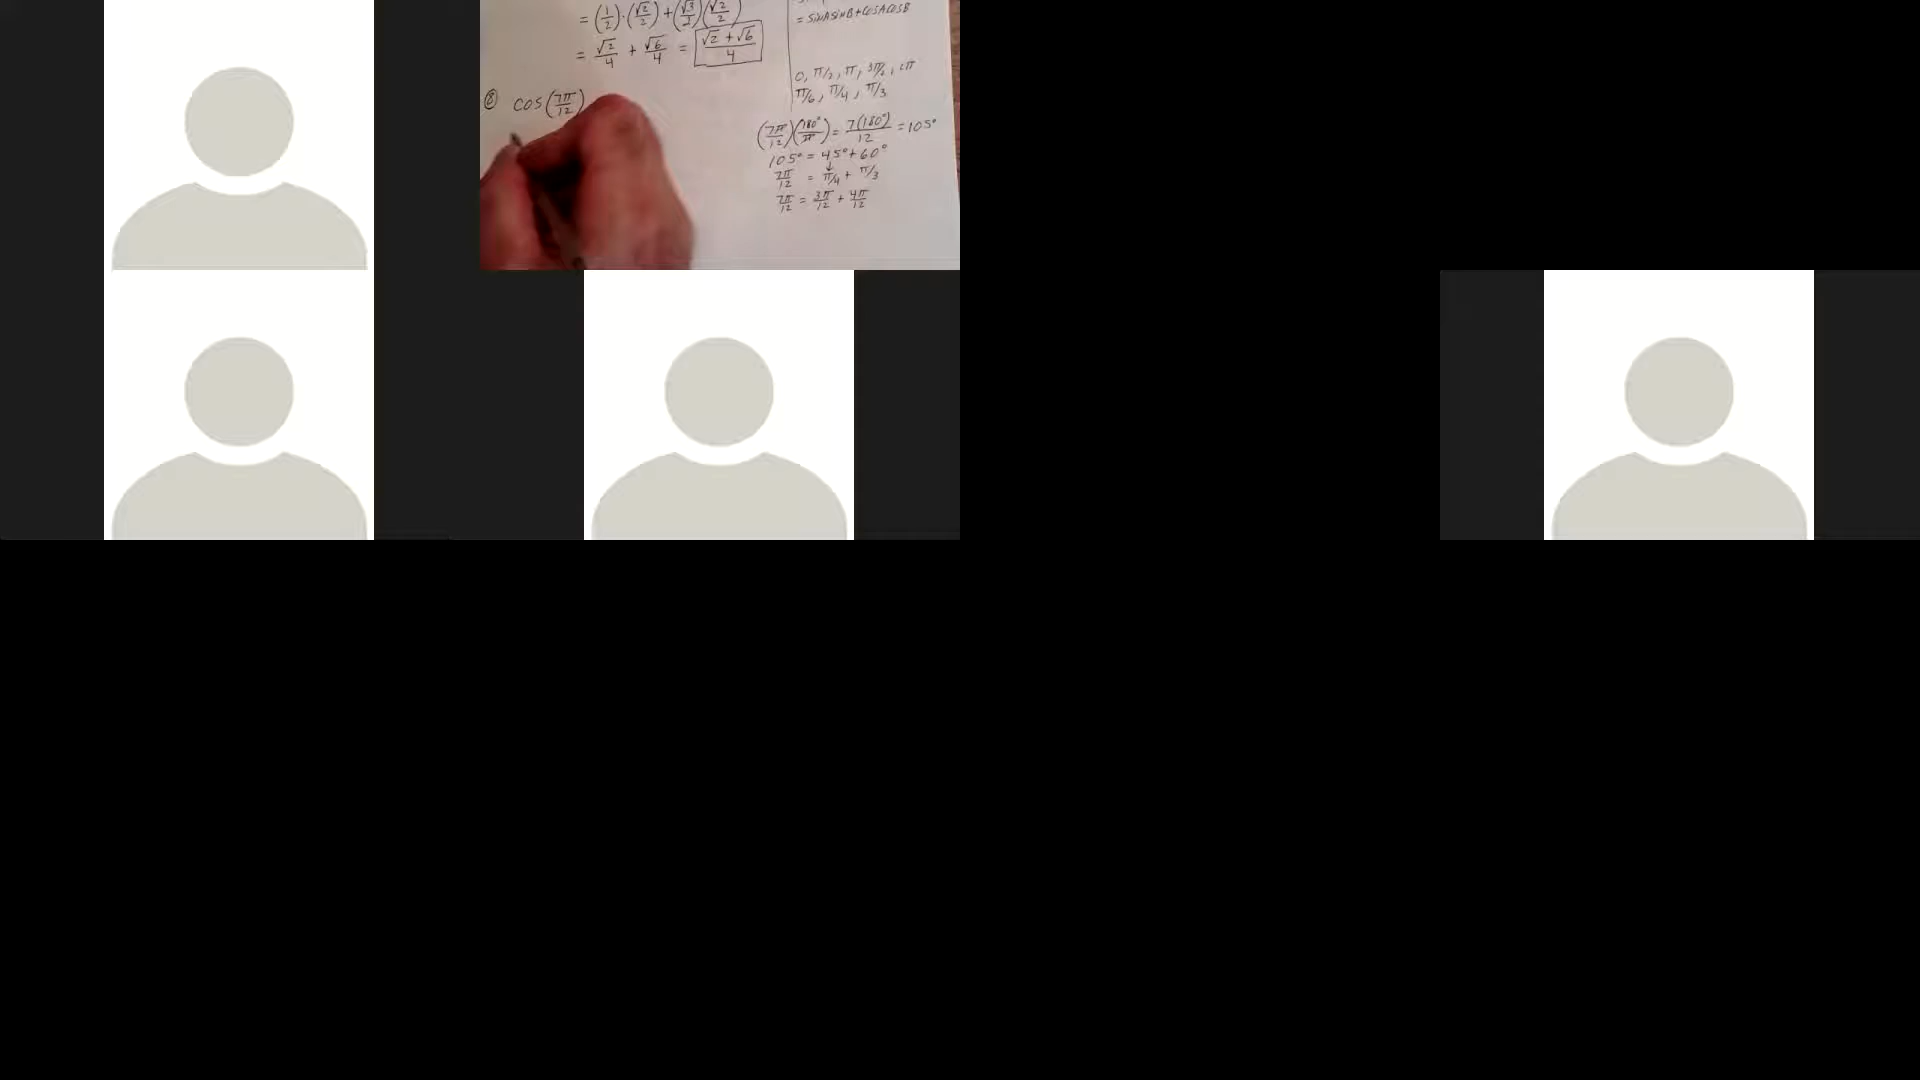 = (1/2)·(√2/2) + (√3/2)(√2/2)
= √2/4 + √6/4 = √2 + √6/4
= SINASINB+COSACOSB
0, π/2, π, 3π/2, 2π
π/6, π/4, π/3
⑧ COS(7π/12)
(7π/12)(180°/π) = 7(180°)/12 = 105°
105° = 45° + 60°
7π/12 = π/4 + π/3
7π/12 = 3π/12 + 4π/12